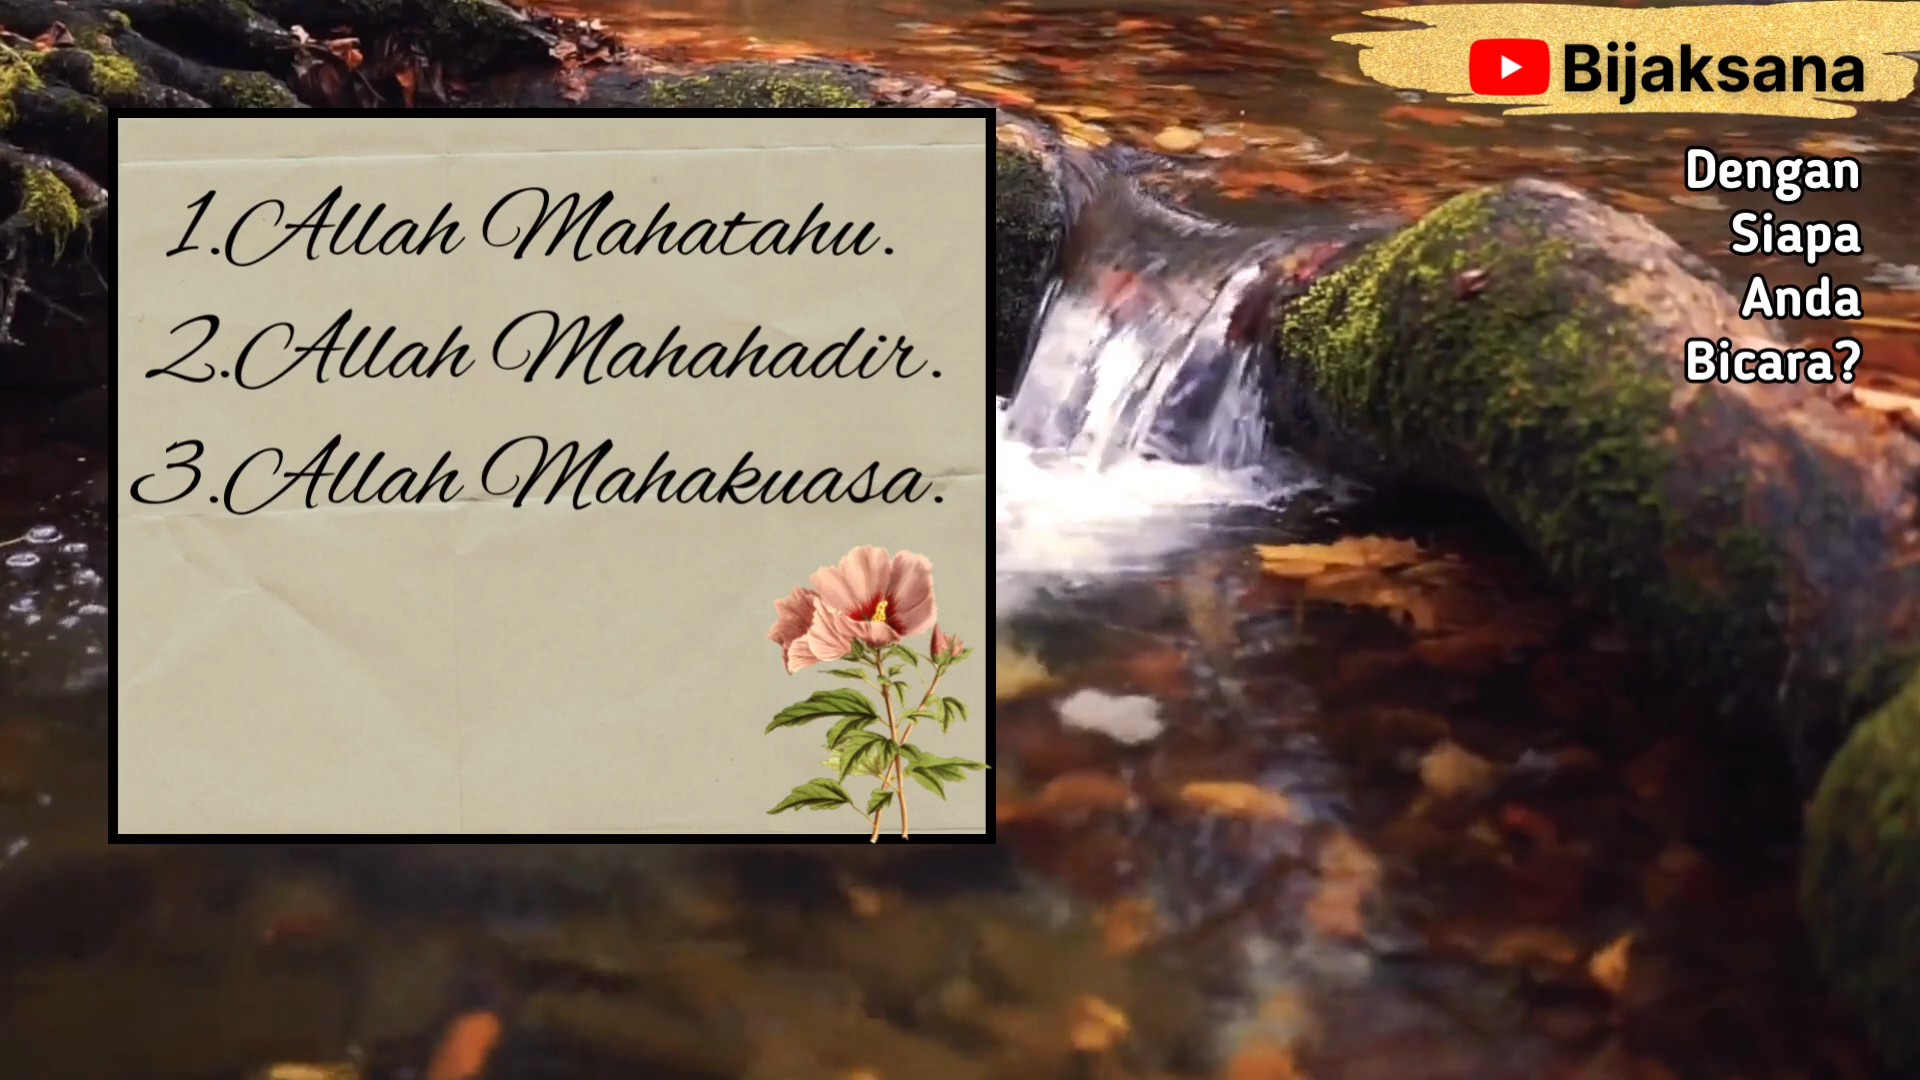 1.Allah Mahatahu.
2.Allah Mahahadir.
3.Allah Mahakuasa.
Bijaksana
Dengan
Siapa
Anda
Bicara?